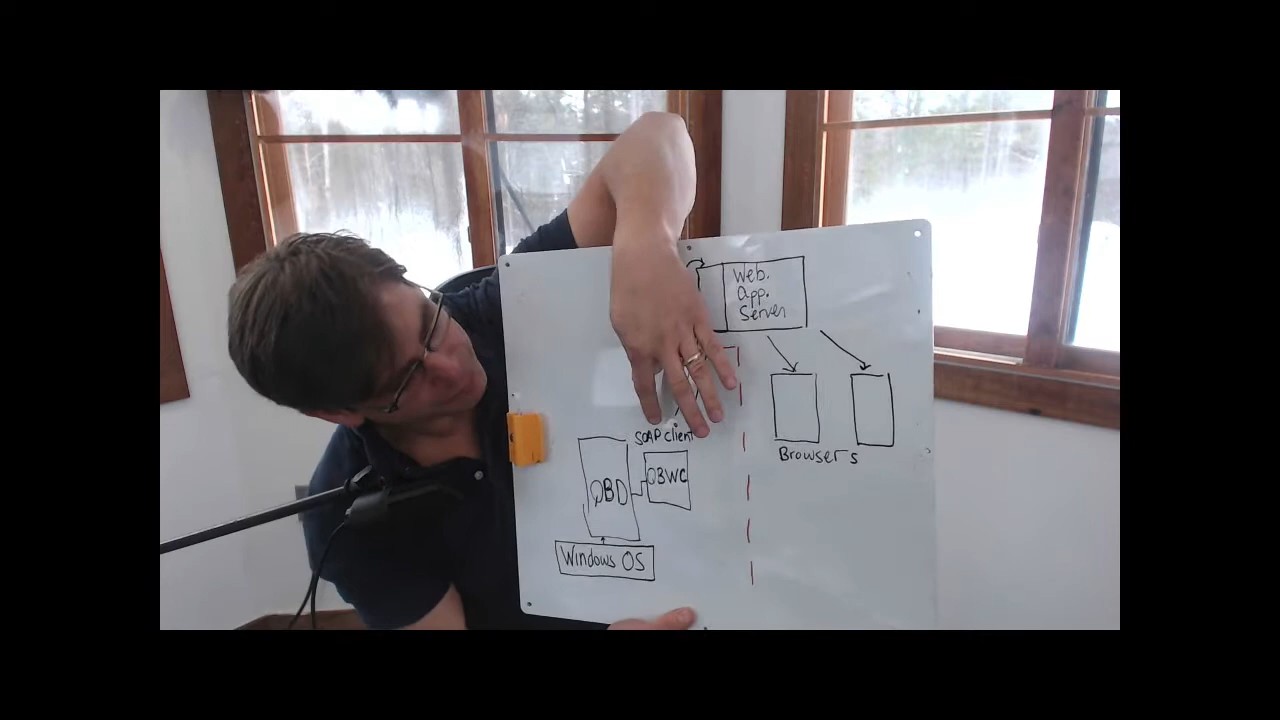 Web.
App.
Server
SOAP client
QBD
QBWC
Browsers
Windows OS